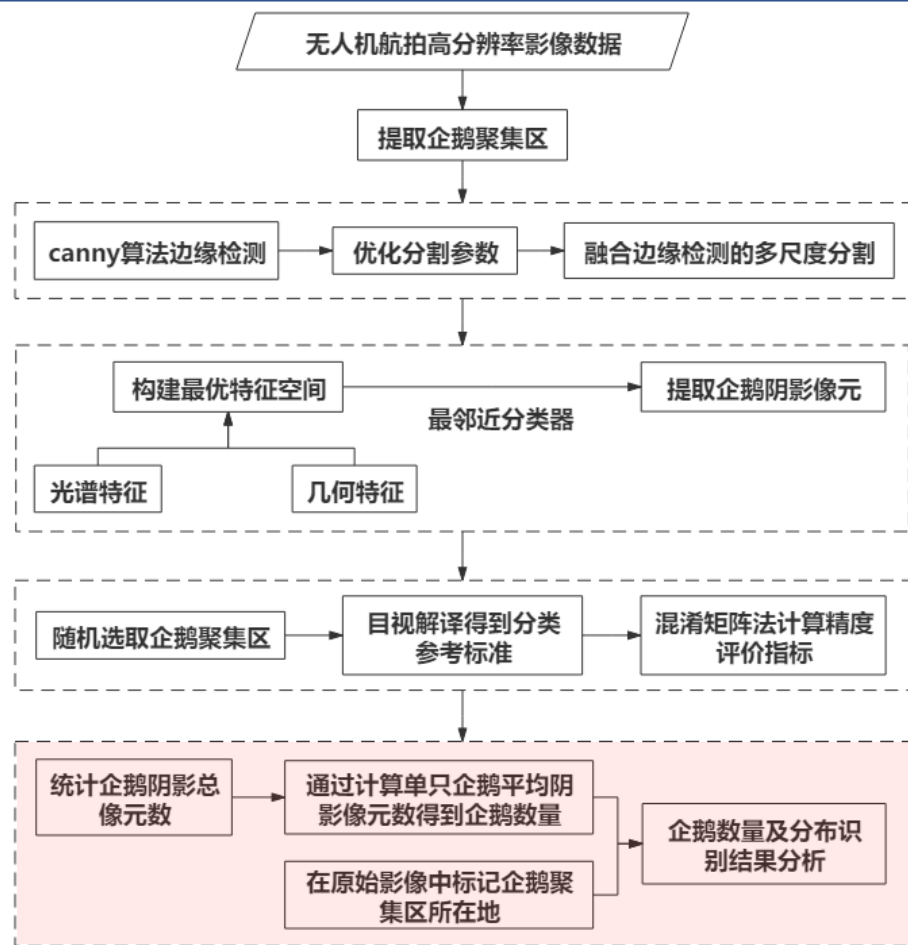 无人机航拍高分辨率影像数据
提取企鹅聚集区
canny算法边缘检测
优化分割参数
融合边缘检测的多尺度分割
构建最优特征空间
最邻近分类器
提取企鹅阴影像元
光谱特征
几何特征
随机选取企鹅聚集区
目视解译得到分类
参考标准
混淆矩阵法计算精度
评价指标
统计企鹅阴影总
像元数
通过计算单只企鹅平均阴
影像元数得到企鹅数量
在原始影像中标记企鹅聚
集区所在地
企鹅数量及分布识
别结果分析